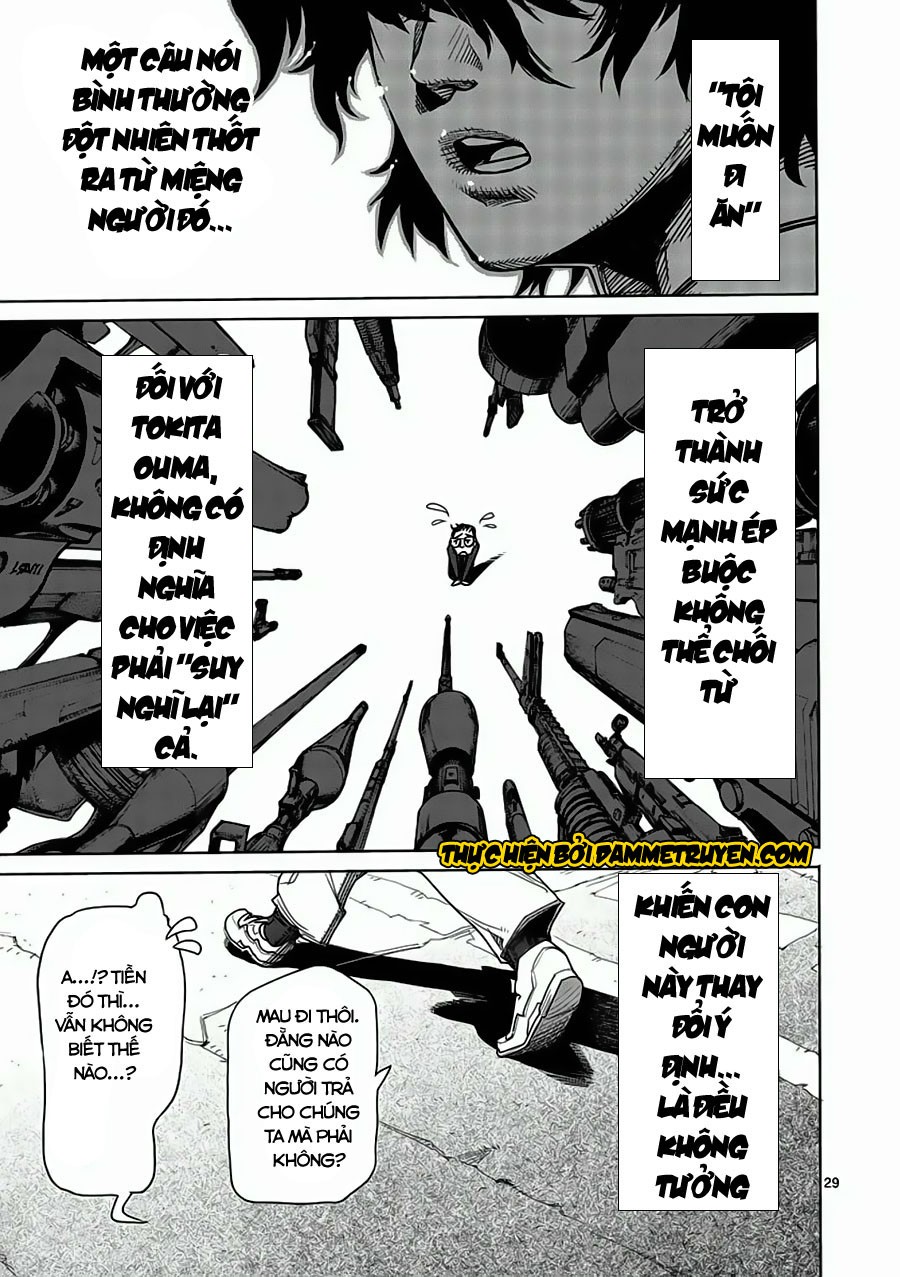 "TÔI
MUỐN
ĐI
ĂN"
MỘT CÂU NÓI
BÌNH THƯỜNG
ĐỘT NHIÊN THỐT
RA TỪ MIỆNG
NGƯỜI ĐÓ...
TRỞ
THÀNH
SỨC
MẠNH ÉP
BUỘC
KHÔNG
THỂ CHỐI
TỪ
ĐỐI VỚI
TOKITA
OUMA,
KHÔNG CÓ
ĐỊNH
NGHĨA
CHO VIỆC
PHẢI "SUY
NGHĨ LẠI"
CẢ.
THỰC HIỆN BỞI DAMMETRUYEN.COM
KHIẾN CON
NGƯỜI
NÀY THAY
ĐỔI Ý
ĐỊNH...
LÀ ĐIỀU
KHÔNG
TƯỞNG
MAU ĐI THÔI.
ĐẰNG NÀO
CŨNG CÓ
NGƯỜI TRẢ
CHO CHÚNG
TA MÀ PHẢI
KHÔNG?
A...!? TIỀN
ĐÓ THÌ...
VẪN KHÔNG
BIẾT THẾ
NÀO...?
29